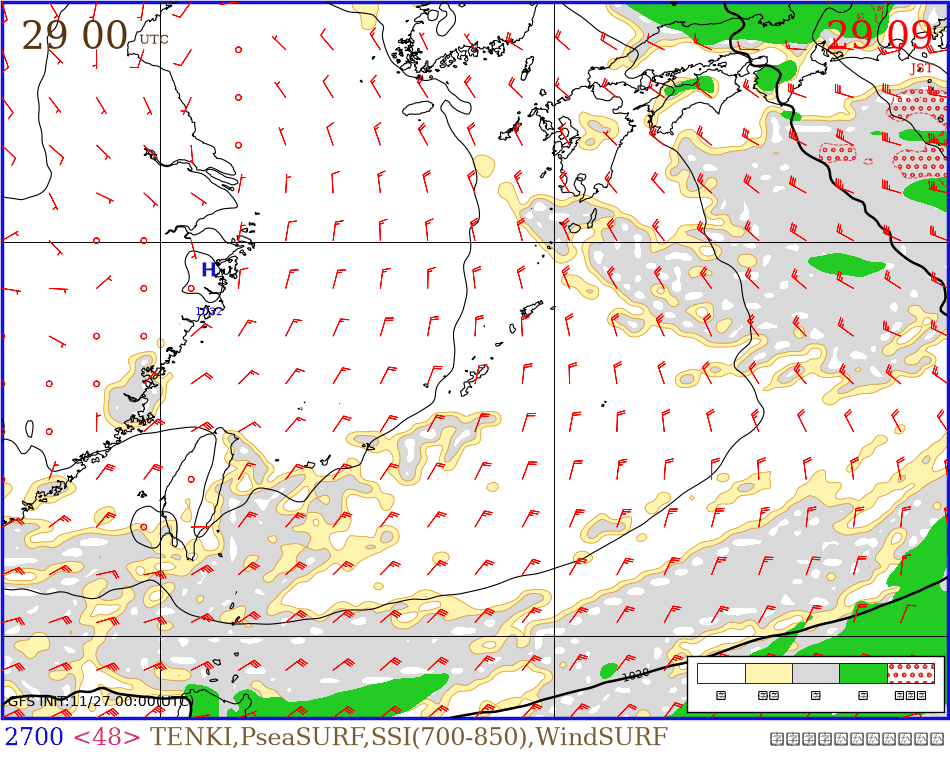 29 00 UTC
29 09
JST
H
1032
1020
GFS INIT:11/27 00:00(UTC)
2700 <48> TENKI,PseaSURF,SSI(700-850),WindSURF